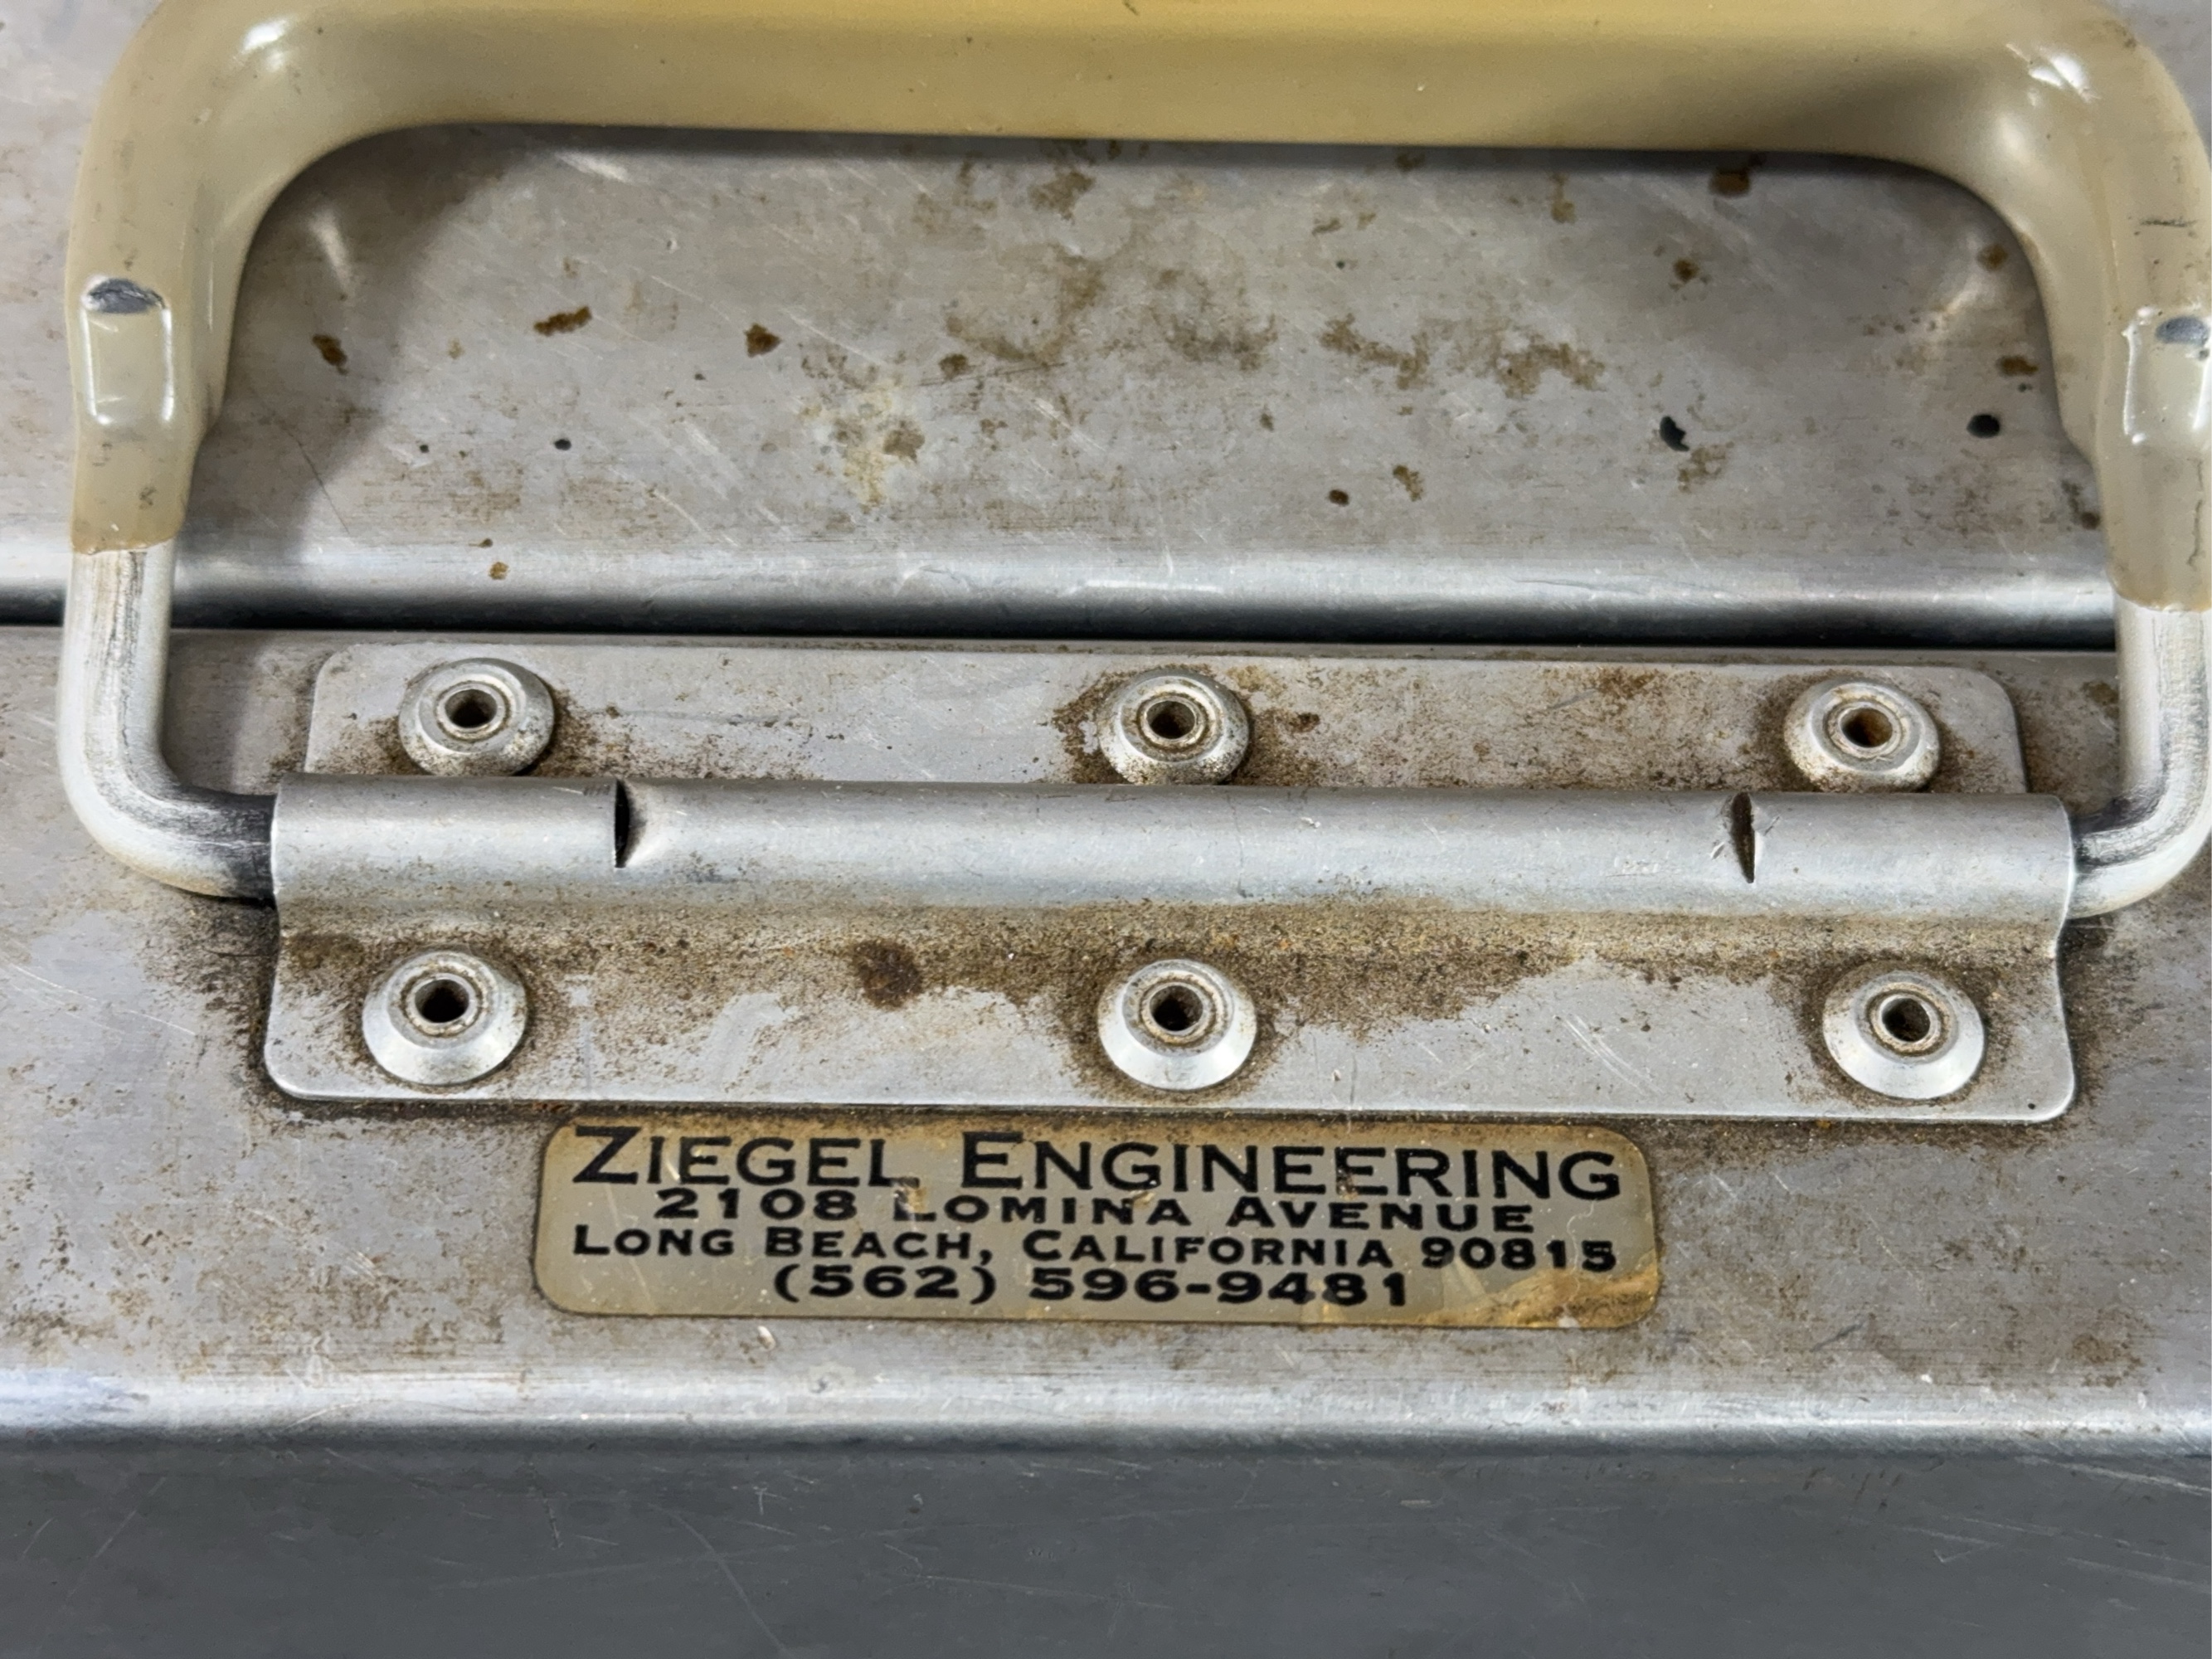 ZIEGEL ENGINEERING
2108 LOMINA AVENUE
LONG BEACH, CALIFORNIA 90815
(562) 596-9481